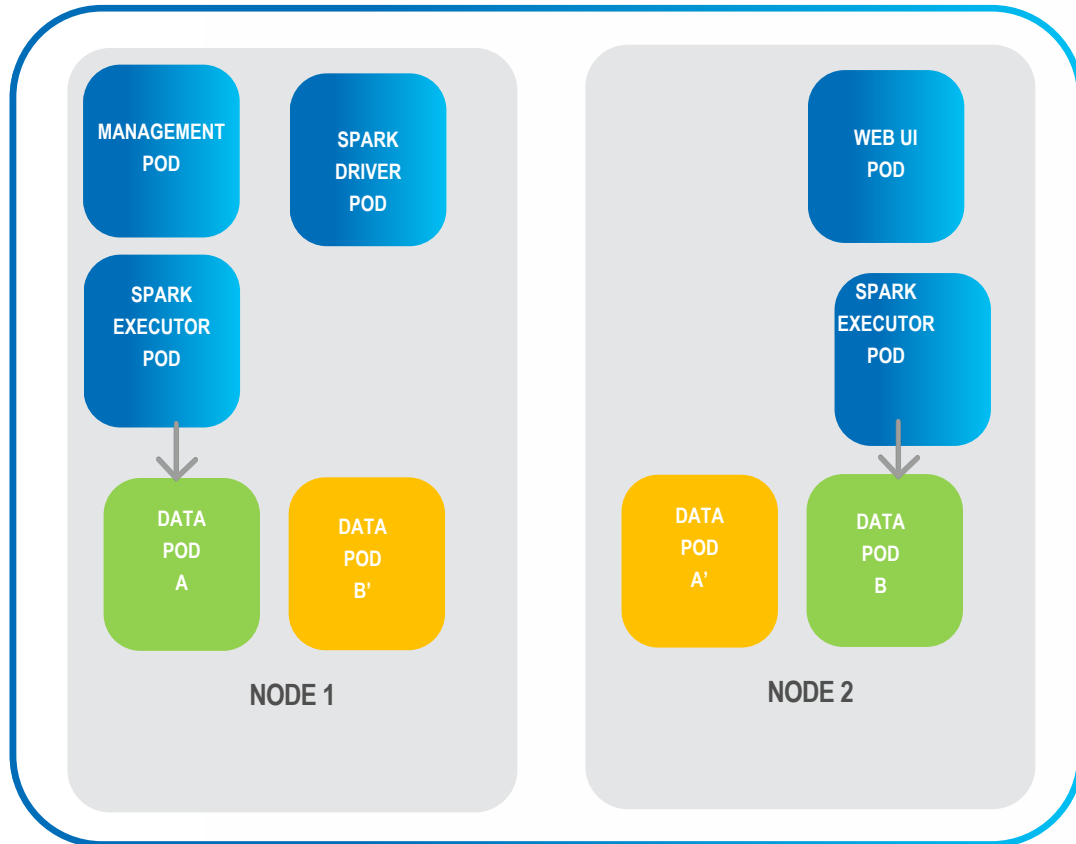 MANAGEMENT
POD
SPARK
DRIVER
POD
SPARK
EXECUTOR
POD
DATA
POD
A
DATA
POD
B’
NODE 1
WEB UI
POD
SPARK
EXECUTOR
POD
DATA
POD
A’
DATA
POD
B
NODE 2